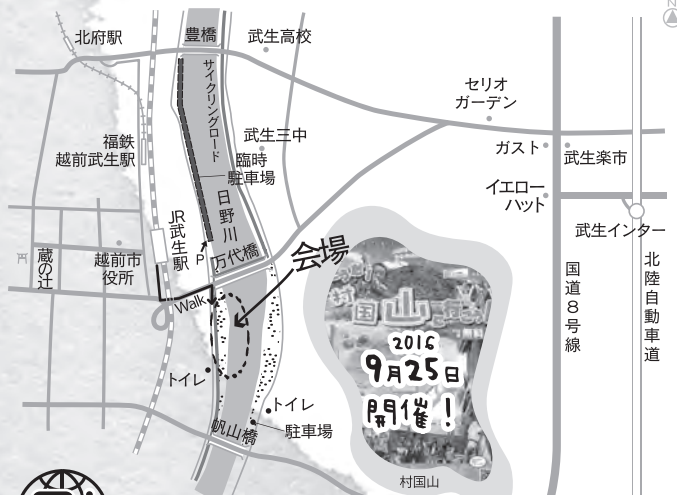 北府駅
豊橋
武生高校
サイクリングロード
セリオ
ガーデン
福鉄
越前武生駅
武生三中
臨時
駐車場
ガスト
武生楽市
イエロー
ハット
武生インター
日野川
JR武生駅
P
万代橋
会場
蔵の辻
越前市
役所
国道8号線
北陸自動車道
Walk
村国山
2016
9月25日
開催!
トイレ
トイレ
駐車場
帆山橋
村国山